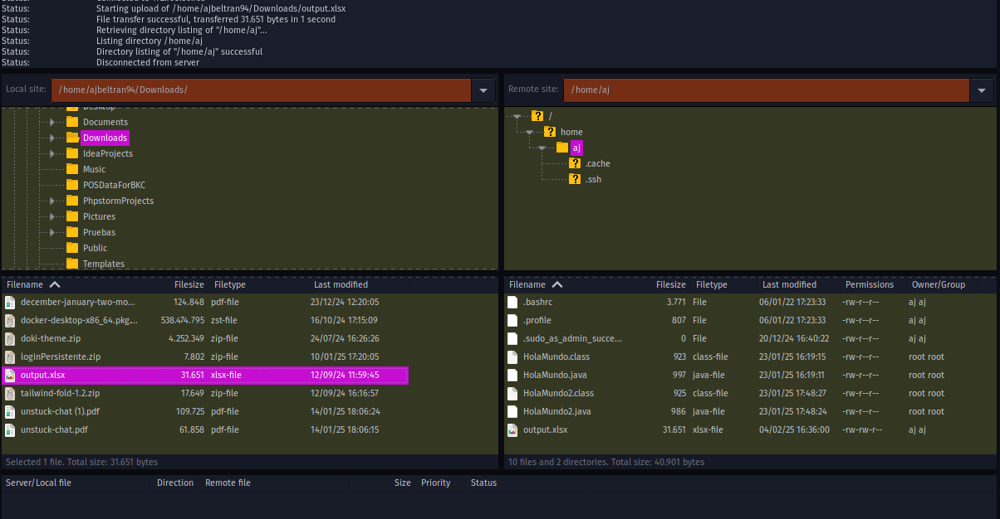 Status: Starting upload of /home/ajbeltran94/Downloads/output.xlsx
Status: File transfer successful, transferred 31.651 bytes in 1 second
Status: Retrieving directory listing of "/home/aj"...
Status: Listing directory /home/aj
Status: Directory listing of "/home/aj" successful
Status: Disconnected from server
Local site: /home/ajbeltran94/Downloads/
Desktop
Documents
Downloads
IdeaProjects
Music
POSDataForBKC
PhpstormProjects
Pictures
Pruebas
Public
Templates
Remote site: /home/aj
/
home
aj
.cache
.ssh
Filename Filesize Filetype Last modified
december-january-two-mo... 124.848 pdf-file 23/12/24 12:20:05
docker-desktop-x86_64.pkg.... 538.474.795 zst-file 16/10/24 17:15:09
doki-theme.zip 4.252.349 zip-file 24/07/24 16:26:26
loginPersistente.zip 7.802 zip-file 10/01/25 17:20:05
output.xlsx 31.651 xlsx-file 12/09/24 11:59:45
tailwind-fold-1.2.zip 17.649 zip-file 12/09/24 16:16:57
unstuck-chat (1).pdf 109.725 pdf-file 14/01/25 18:06:24
unstuck-chat.pdf 61.858 pdf-file 14/01/25 18:06:15
Selected 1 file. Total size: 31.651 bytes
Filename Filesize Filetype Last modified Permissions Owner/Group
.bashrc 3.771 File 06/01/22 17:23:33 -rw-r--r-- aj aj
.profile 807 File 06/01/22 17:23:33 -rw-r--r-- aj aj
.sudo_as_admin_succe... 0 File 20/12/24 16:40:22 -rw-r--r-- aj aj
HolaMundo.class 923 class-file 23/01/25 16:19:15 -rw-r--r-- root root
HolaMundo.java 997 java-file 23/01/25 16:19:11 -rw-r--r-- root root
HolaMundo2.class 925 class-file 23/01/25 17:48:27 -rw-r--r-- root root
HolaMundo2.java 986 java-file 23/01/25 17:48:24 -rw-r--r-- root root
output.xlsx 31.651 xlsx-file 04/02/25 16:36:00 -rw-rw-r-- aj aj
10 files and 2 directories. Total size: 40.901 bytes
Server/Local file Direction Remote file Size Priority Status